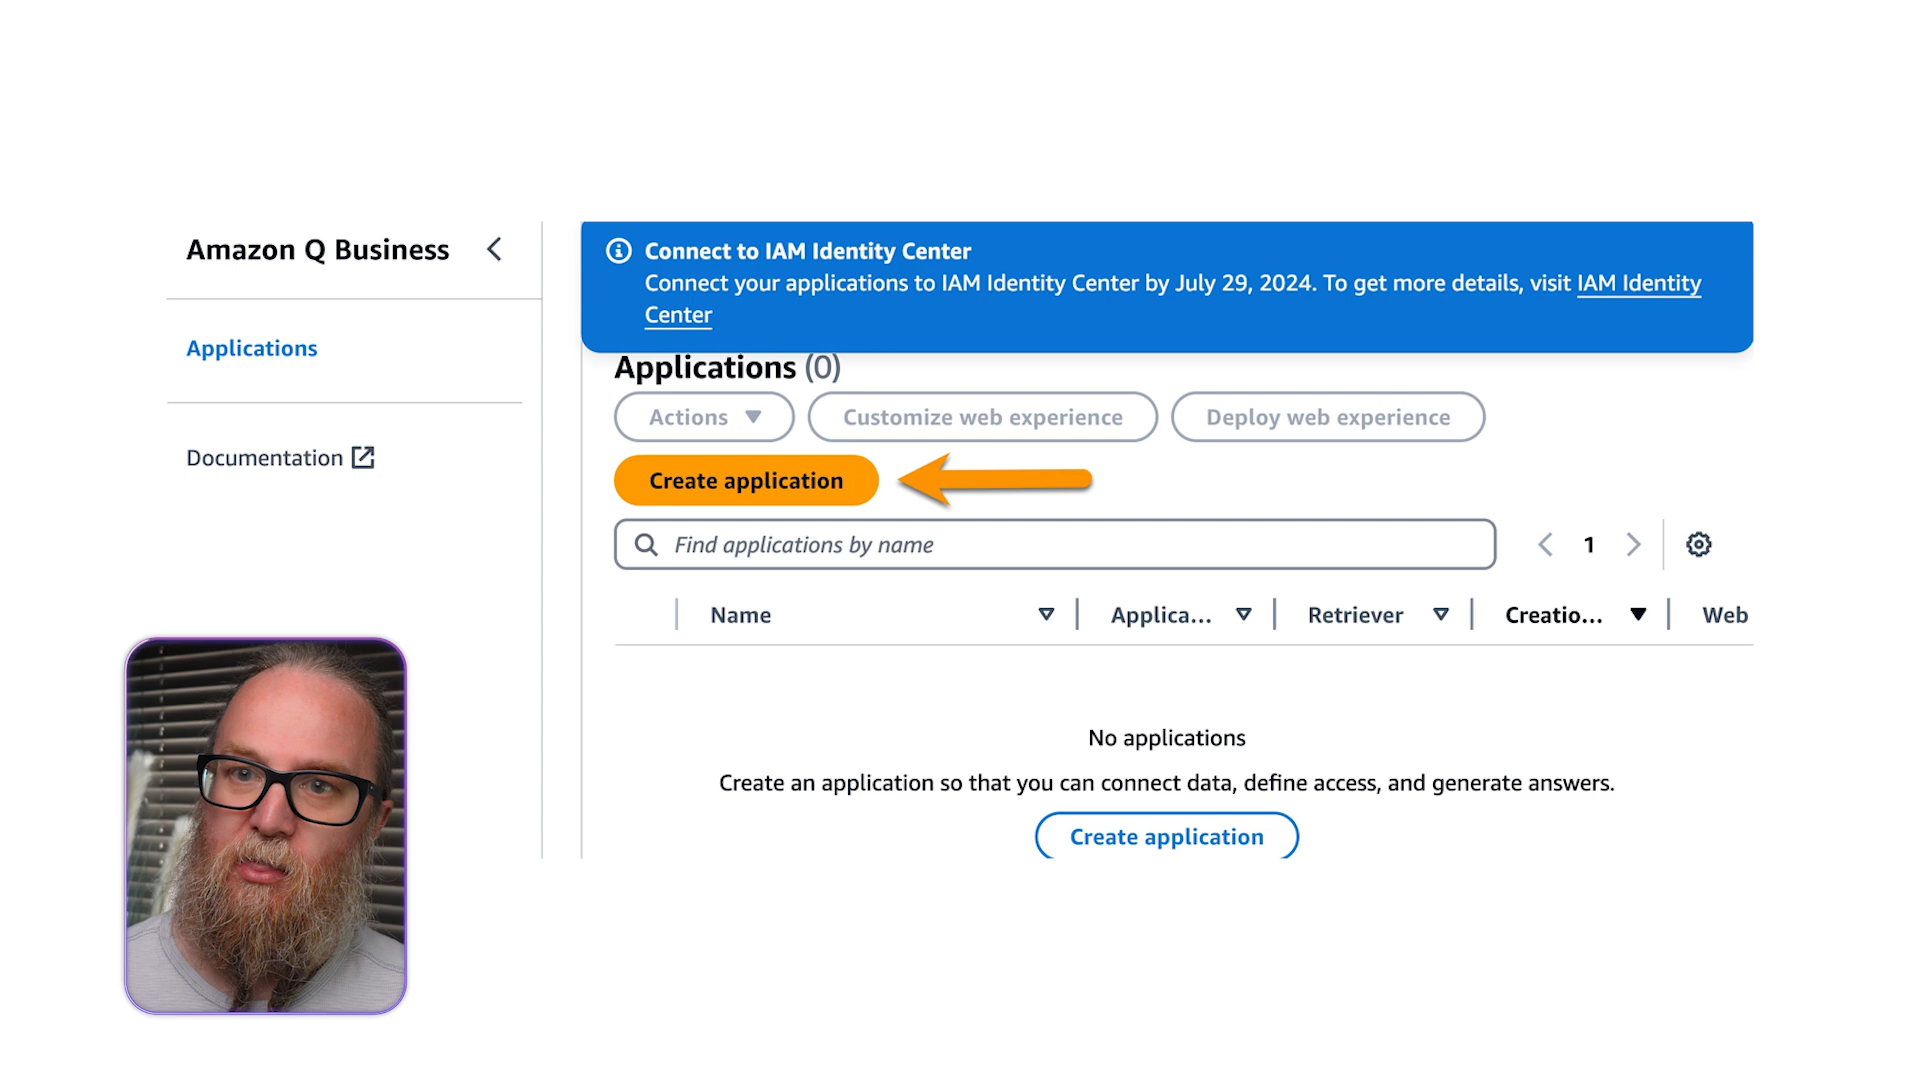 Amazon Q Business
Applications
Documentation
Connect to IAM Identity Center
Connect your applications to IAM Identity Center by July 29, 2024. To get more details, visit IAM Identity
Center
Applications (0)
Actions
Customize web experience
Deploy web experience
Create application
Find applications by name
1
Name
Applica...
Retriever
Creatio...
Web
No applications
Create an application so that you can connect data, define access, and generate answers.
Create application